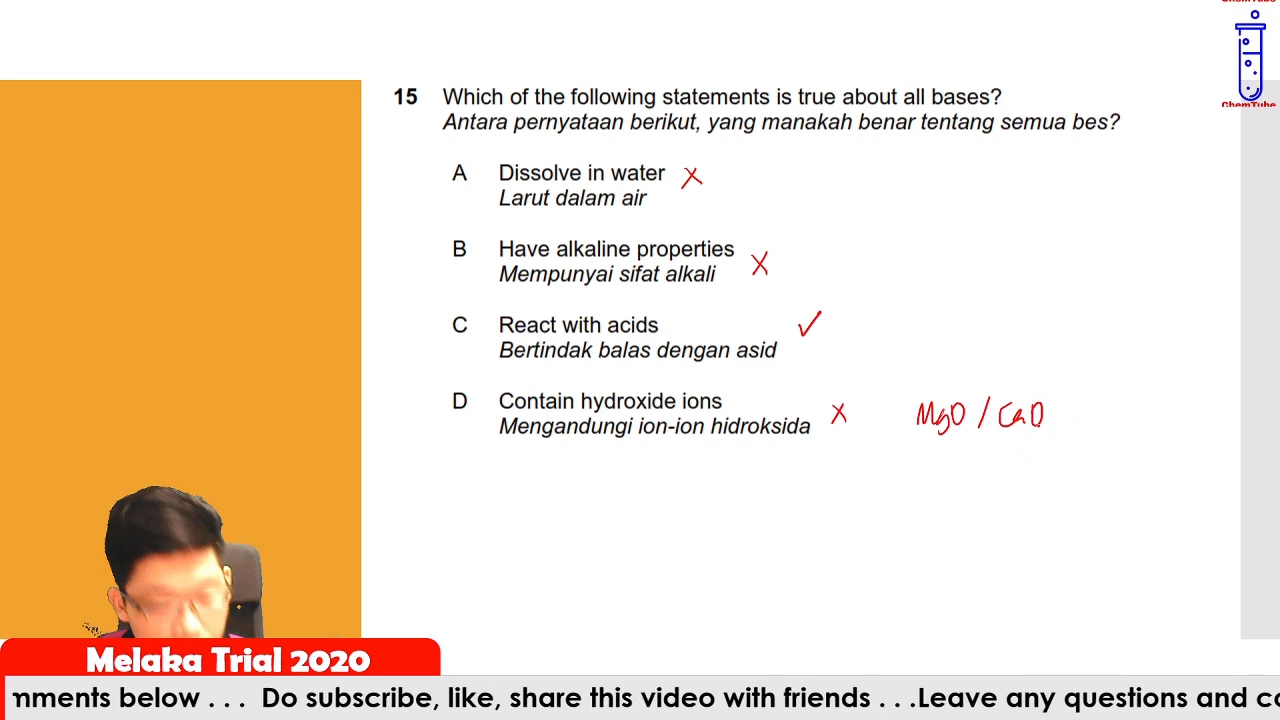 ChemTube
15 Which of the following statements is true about all bases?
Antara pernyataan berikut, yang manakah benar tentang semua bes?
A Dissolve in water
Larut dalam air
B Have alkaline properties
Mempunyai sifat alkali
C React with acids
Bertindak balas dengan asid
D Contain hydroxide ions
Mengandungi ion-ion hidroksida
MgO / CaO
ChemTube
Melaka Trial 2020
mments below . . . Do subscribe, like, share this video with friends . . .Leave any questions and co